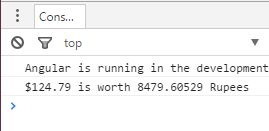 Cons...
top
Angular is running in the development
$124.79 is worth 8479.60529 Rupees